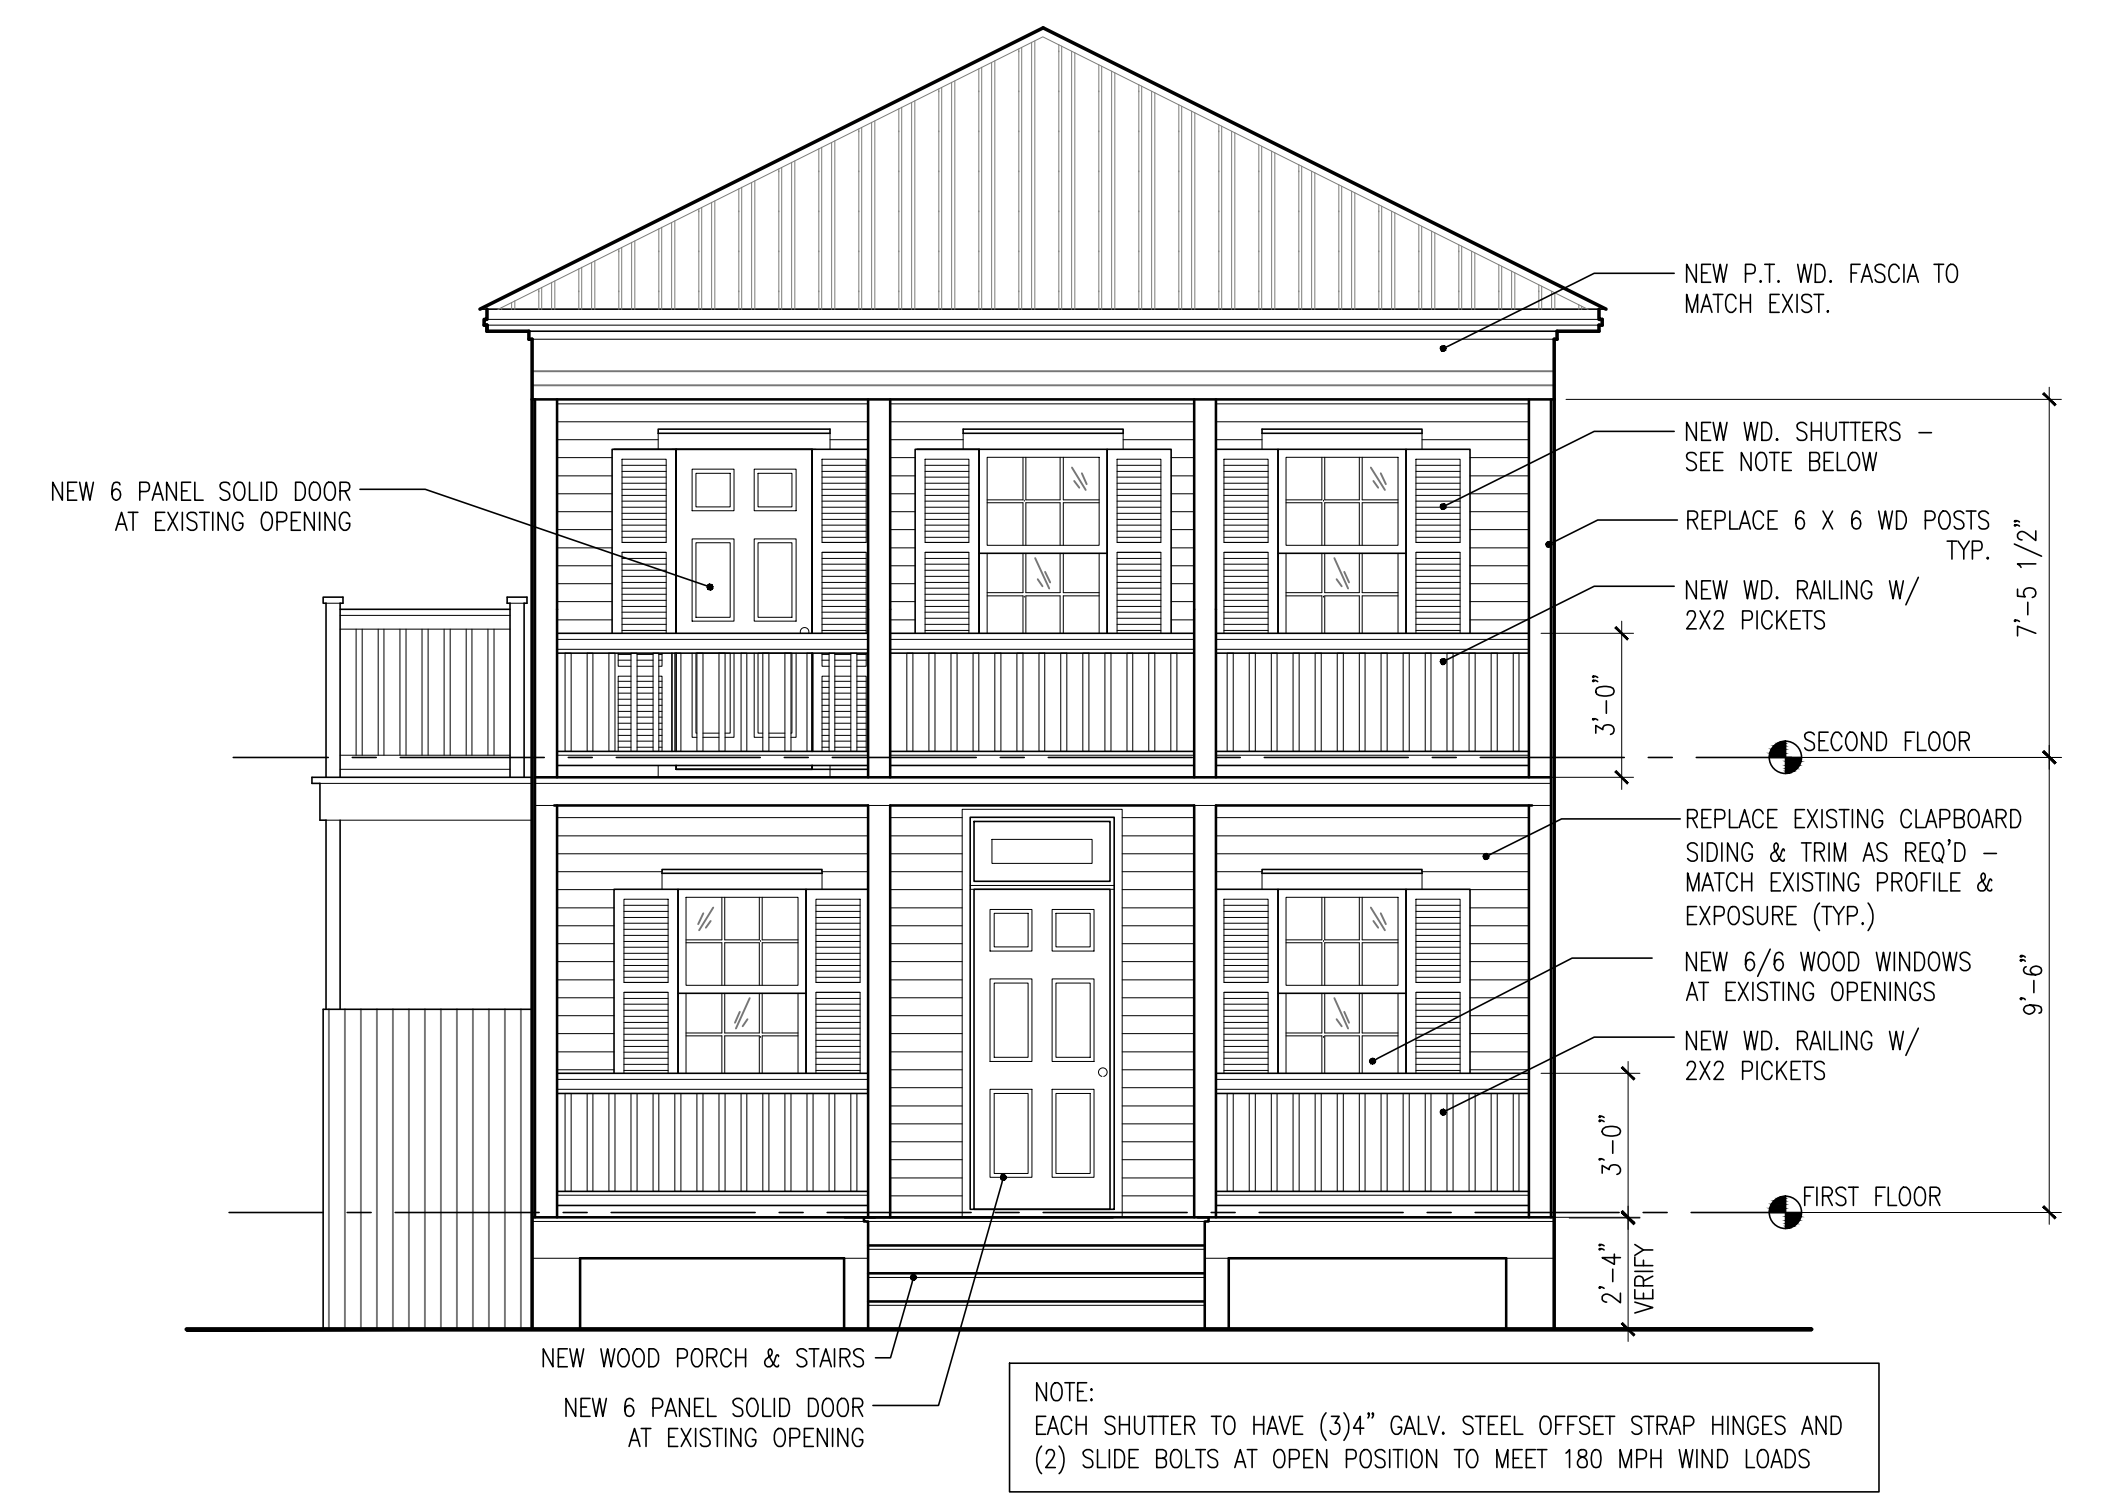 NEW P.T. WD. FASCIA TO
MATCH EXIST.
NEW WD. SHUTTERS –
SEE NOTE BELOW
NEW 6 PANEL SOLID DOOR
AT EXISTING OPENING
REPLACE 6 X 6 WD POSTS
TYP.
7'–5 1/2"
NEW WD. RAILING W/
2X2 PICKETS
3'–0"
SECOND FLOOR
REPLACE EXISTING CLAPBOARD
SIDING & TRIM AS REQ'D –
MATCH EXISTING PROFILE &
EXPOSURE (TYP.)
NEW 6/6 WOOD WINDOWS
AT EXISTING OPENINGS
9'–6"
NEW WD. RAILING W/
2X2 PICKETS
3'–0"
FIRST FLOOR
2'–4"
VERIFY
NEW WOOD PORCH & STAIRS
NEW 6 PANEL SOLID DOOR
AT EXISTING OPENING
NOTE:
EACH SHUTTER TO HAVE (3)4" GALV. STEEL OFFSET STRAP HINGES AND
(2) SLIDE BOLTS AT OPEN POSITION TO MEET 180 MPH WIND LOADS